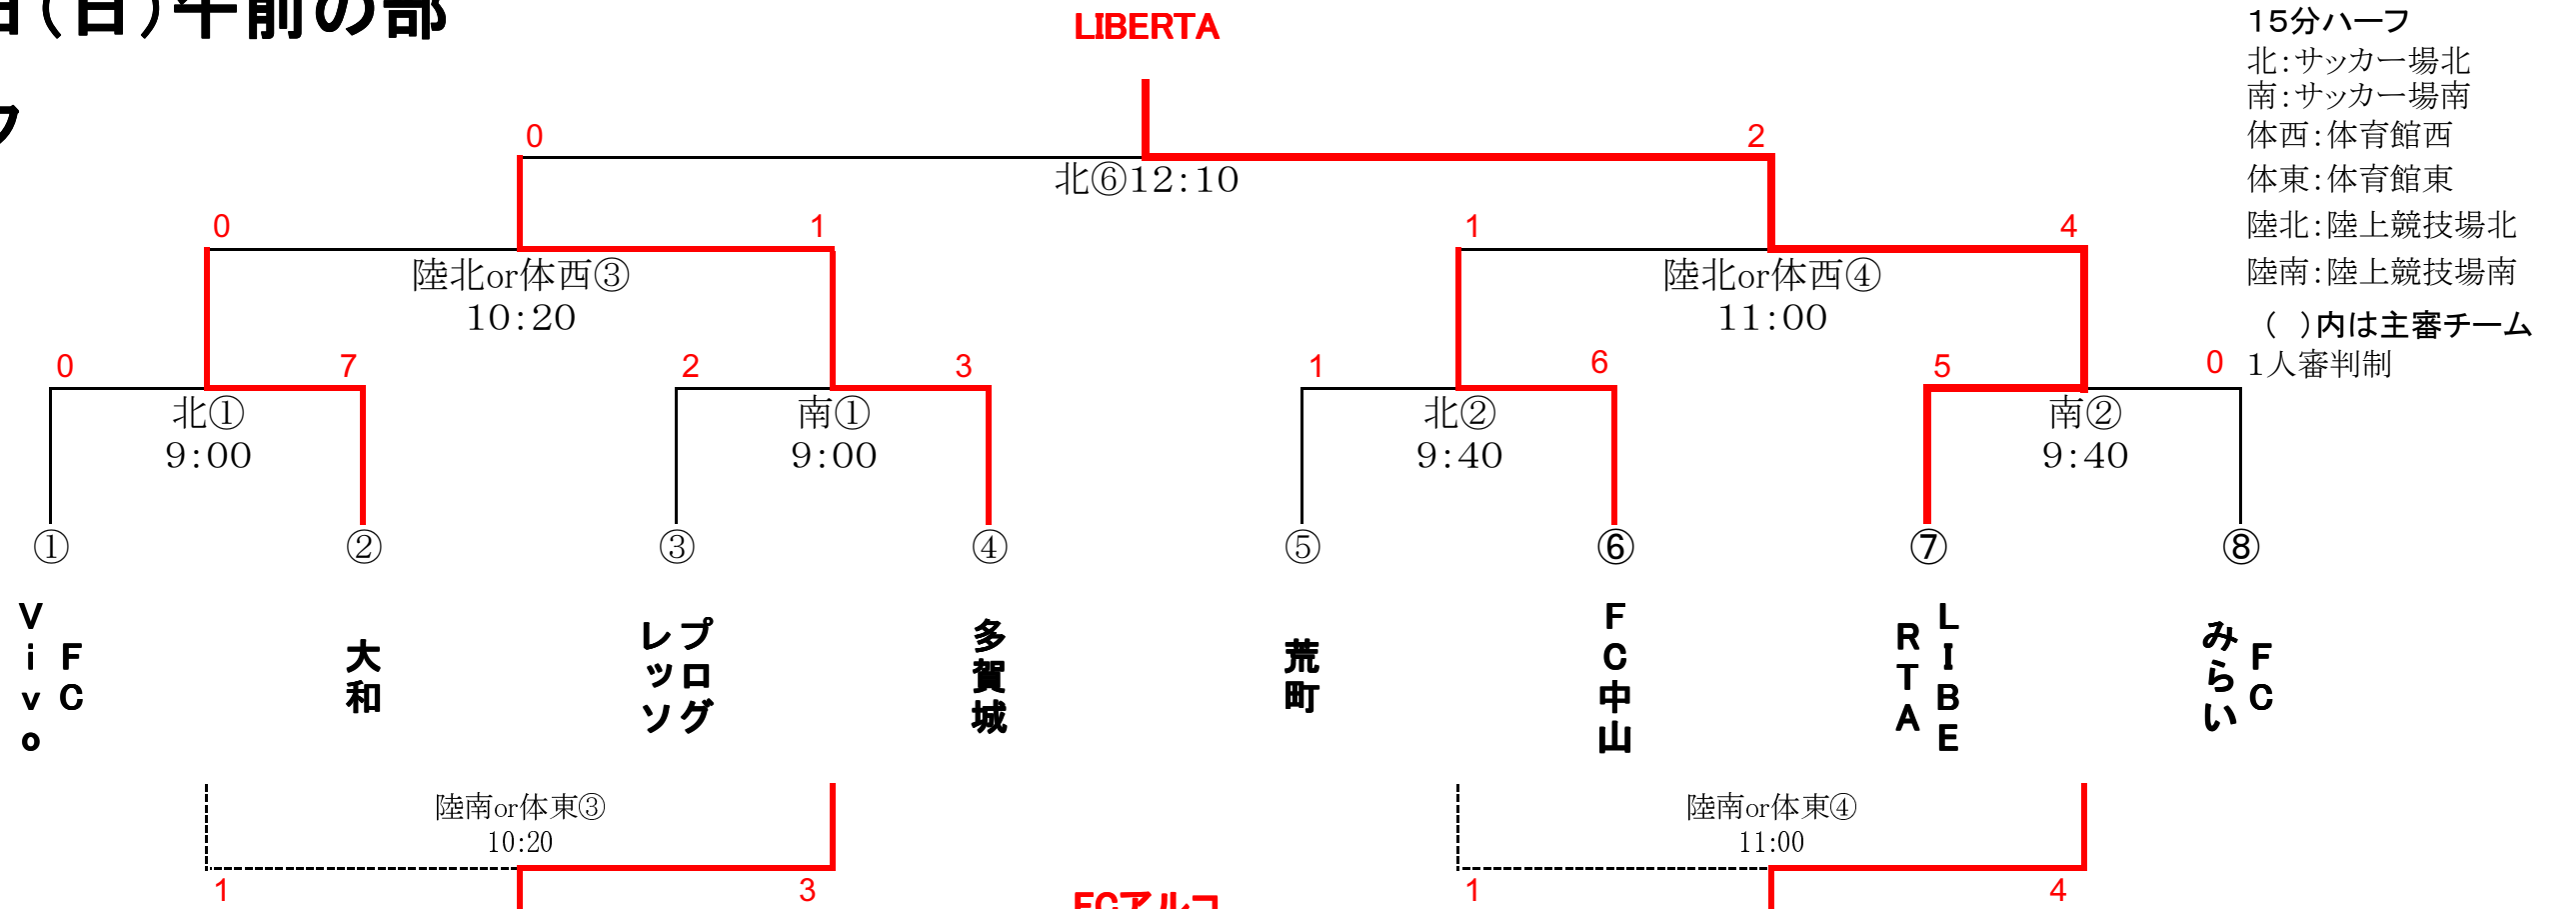 日（日）午前の部
LIBERTA
15分ハーフ
北：サッカー場北
南：サッカー場南
体西：体育館西
体東：体育館東
陸北：陸上競技場北
陸南：陸上競技場南
（　）内は主審チーム
1人審判制
0
2
北⑥12：10
0
1
1
4
陸北or体西③
10：20
陸北or体西④
11：00
0
7
2
3
1
6
5
0
北①
9：00
南①
9：00
北②
9：40
南②
9：40
①
②
③
④
⑤
⑥
⑦
⑧
FC
Vivo
大和
プログ
レッソ
多賀城
荒町
FC中山
LIBE
RTA
FC
みらい
陸南or体東③
10：20
陸南or体東④
11：00
1
3
1
4
FCアルコ